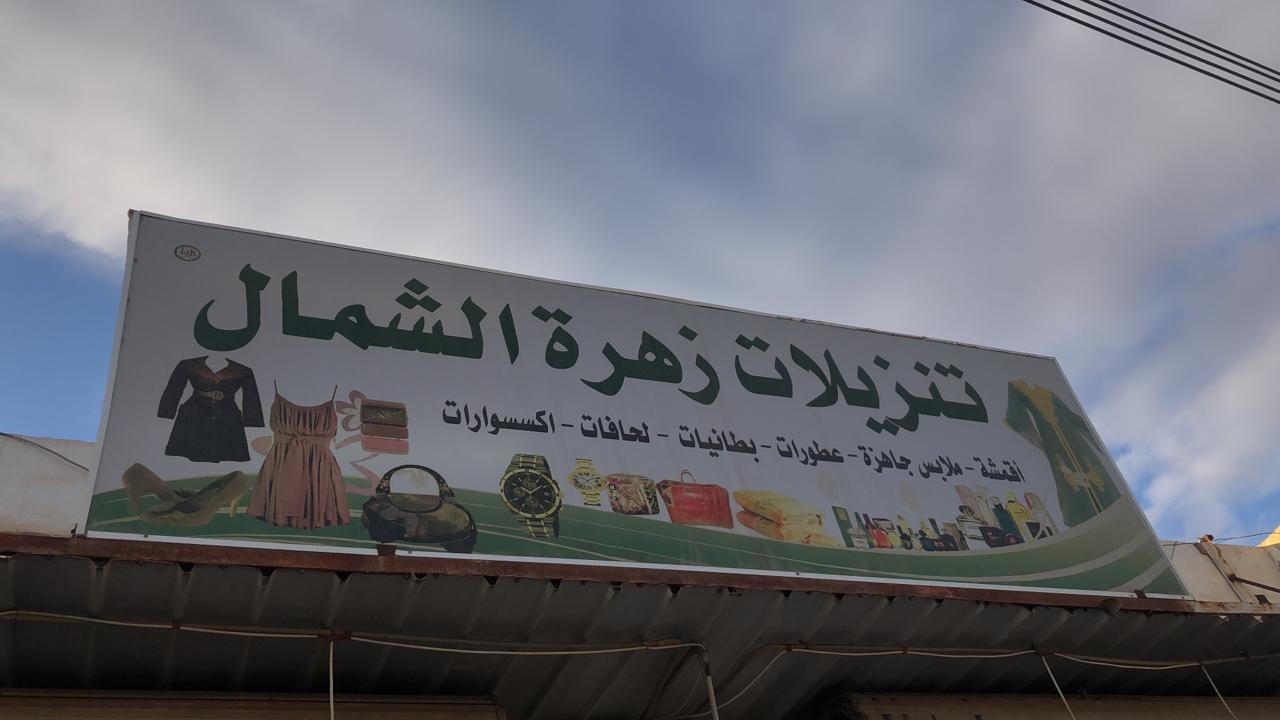 تنزيلات زهرة الشمال
أقمشة - ملابس جاهزة - عطورات - بطانيات - لحافات - اكسسوارات